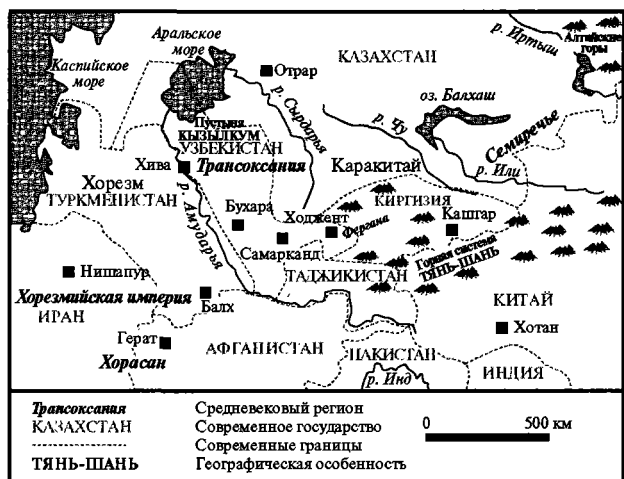 Аральское
море
р. Иртыш
Алтайские
горы
КАЗАХСТАН
Каспийское
море
Отрар
оз. Балхаш
р. Сырдарья
р. Чу
Семиречье
Пустыня
КЫЗЫЛКУМ
УЗБЕКИСТАН
Хива
Трансоксания
Каракитай
р. Или
Хорезм
ТУРКМЕНИСТАН
р. Амударья
Бухара
Ходжент
Фергана
КИРГИЗИЯ
Кашгар
Самарканд
Горная система
ТЯНЬ-ШАНЬ
ТАДЖИКИСТАН
Нишапур
Хорезмийская империя
Балх
КИТАЙ
ИРАН
Хотан
Герат
Хорасан
АФГАНИСТАН
ПАКИСТАН
р. Инд
ИНДИЯ
Трансоксания Средневековый регион
КАЗАХСТАН Современное государство
Современные границы
ТЯНЬ-ШАНЬ Географическая особенность
0 500 км